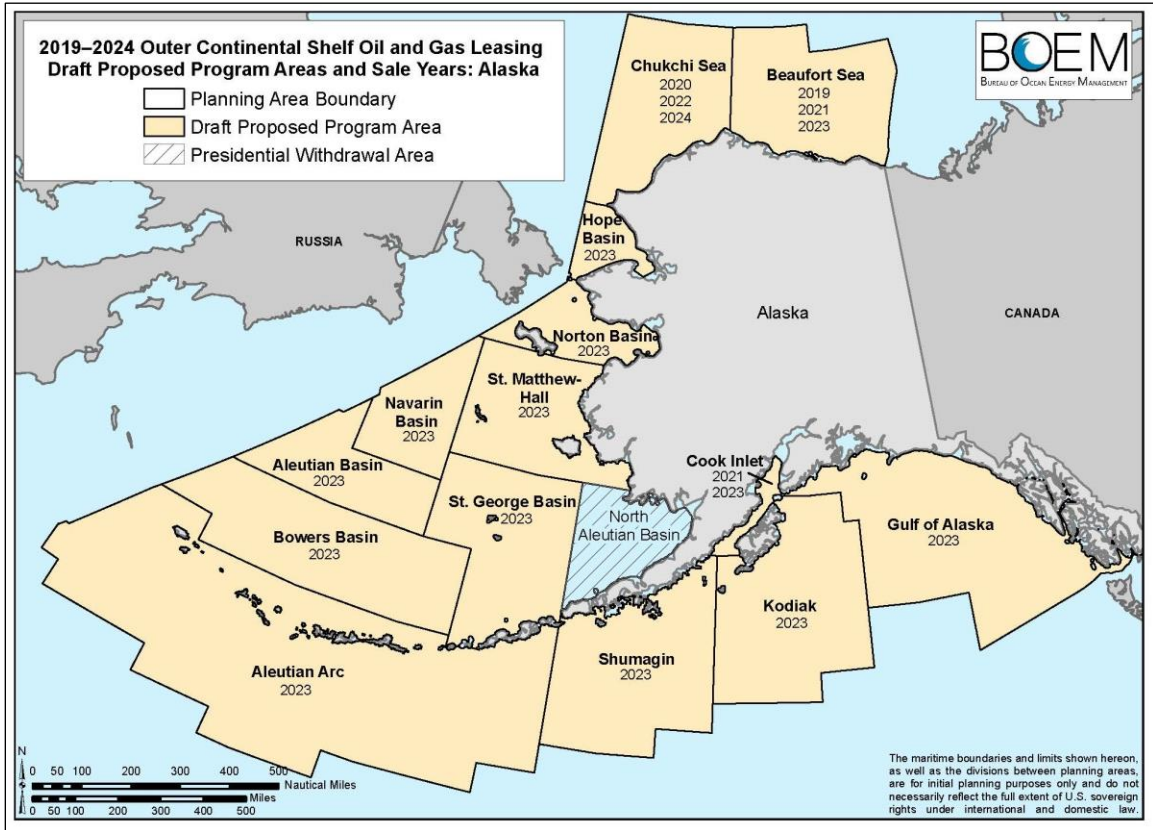 2019–2024 Outer Continental Shelf Oil and Gas Leasing
Draft Proposed Program Areas and Sale Years: Alaska
Planning Area Boundary
Draft Proposed Program Area
Presidential Withdrawal Area
BOEM
BUREAU OF OCEAN ENERGY MANAGEMENT
Chukchi Sea
2020
2022
2024
Beaufort Sea
2019
2021
2023
Hope
Basin
2023
RUSSIA
Alaska
CANADA
Norton Basin
2023
St. Matthew-
Hall
2023
Navarin
Basin
2023
Aleutian Basin
2023
St. George Basin
2023
Bowers Basin
2023
North
Aleutian Basin
Cook Inlet
2021
2023
Gulf of Alaska
2023
Kodiak
2023
Shumagin
2023
Aleutian Arc
2023
N
0 50 100 200 300 400 500
Nautical Miles
Miles
0 50 100 200 300 400 500
The maritime boundaries and limits shown hereon,
as well as the divisions between planning areas,
are for initial planning purposes only and do not
necessarily reflect the full extent of U.S. sovereign
rights under international and domestic law.